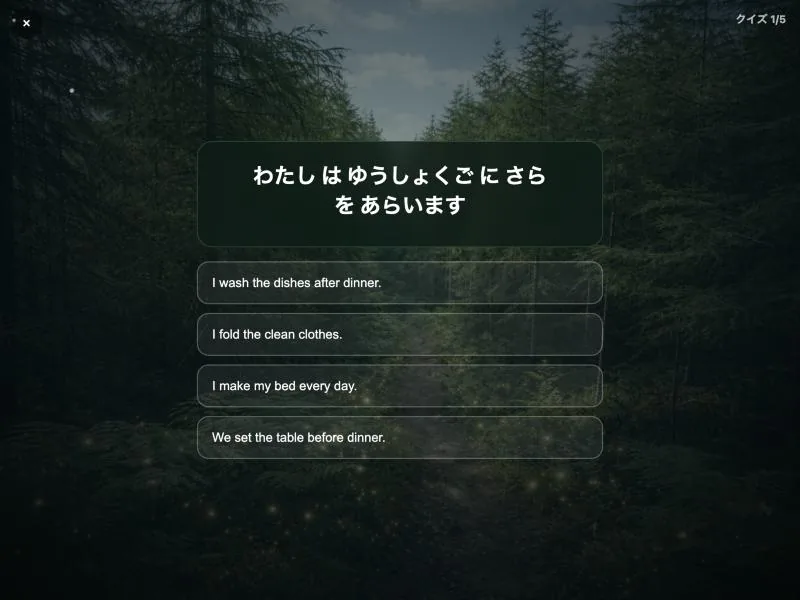 ×
クイズ 1/5
わたし は ゆうしょくご に さら
を あらいます
I wash the dishes after dinner.
I fold the clean clothes.
I make my bed every day.
We set the table before dinner.